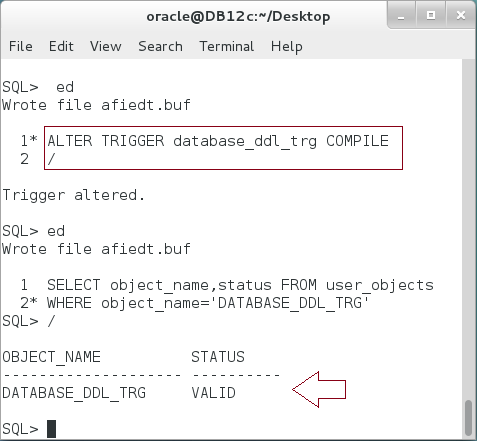 oracle@DB12c:~/Desktop
File Edit View Search Terminal Help
SQL>  ed
Wrote file afiedt.buf
  1* ALTER TRIGGER database_ddl_trg COMPILE
  2  /
Trigger altered.
SQL> ed
Wrote file afiedt.buf
  1  SELECT object_name,status FROM user_objects
  2* WHERE object_name='DATABASE_DDL_TRG'
SQL> /
OBJECT_NAME          STATUS
-------------------- ----------
DATABASE_DDL_TRG     VALID
SQL>